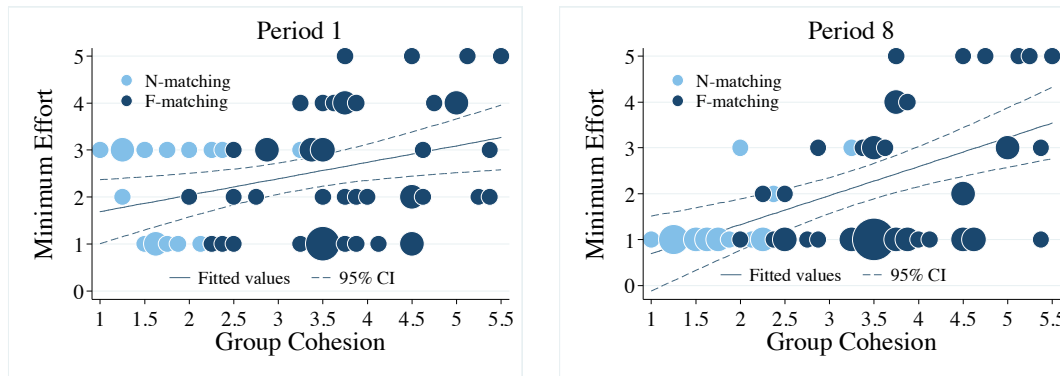 Period 1
Minimum Effort
5
4
3
2
1
0
N-matching
F-matching
Fitted values
95% CI
1 1.5 2 2.5 3 3.5 4 4.5 5 5.5
Group Cohesion
Period 8
Minimum Effort
5
4
3
2
1
0
N-matching
F-matching
Fitted values
95% CI
1 1.5 2 2.5 3 3.5 4 4.5 5 5.5
Group Cohesion